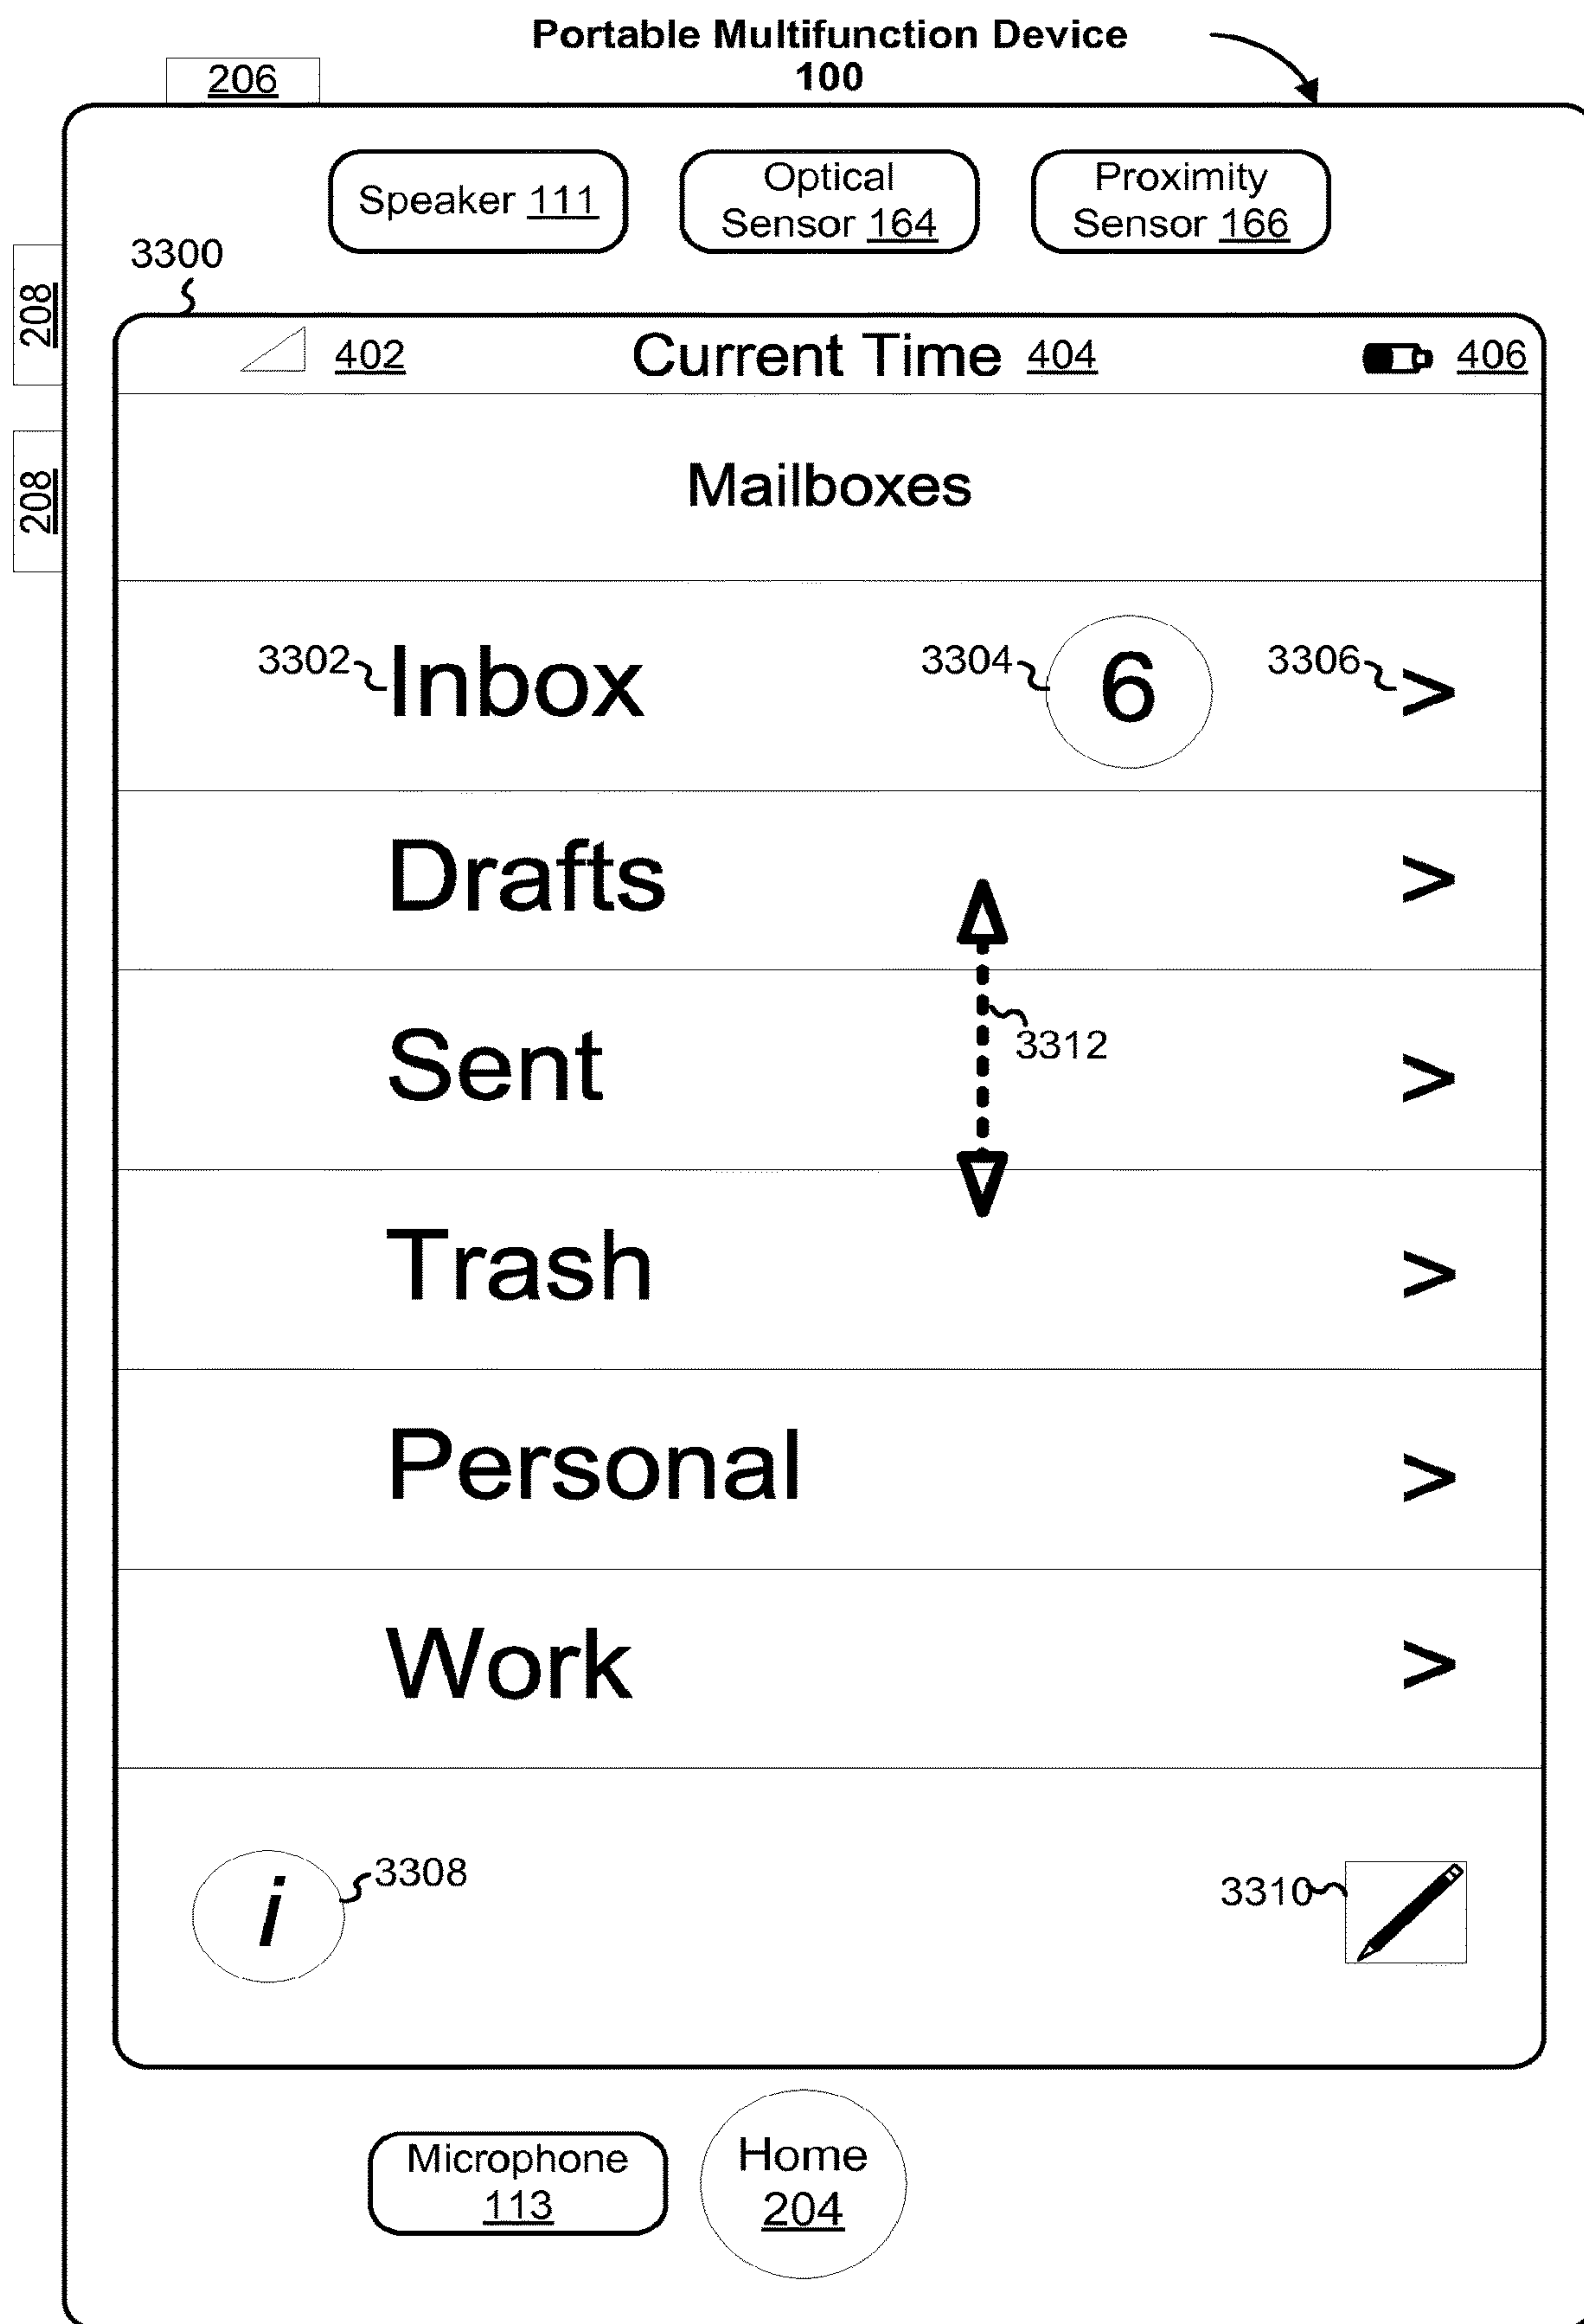 Portable Multifunction Device
100
206
Speaker 111
Optical
Sensor 164
Proximity
Sensor 166
3300
208
208
402
Current Time 404
406
Mailboxes
3302 Inbox 3304 6 3306 >
Drafts >
Sent >
3312
Trash >
Personal >
Work >
i 3308
3310
Microphone
113
Home
204